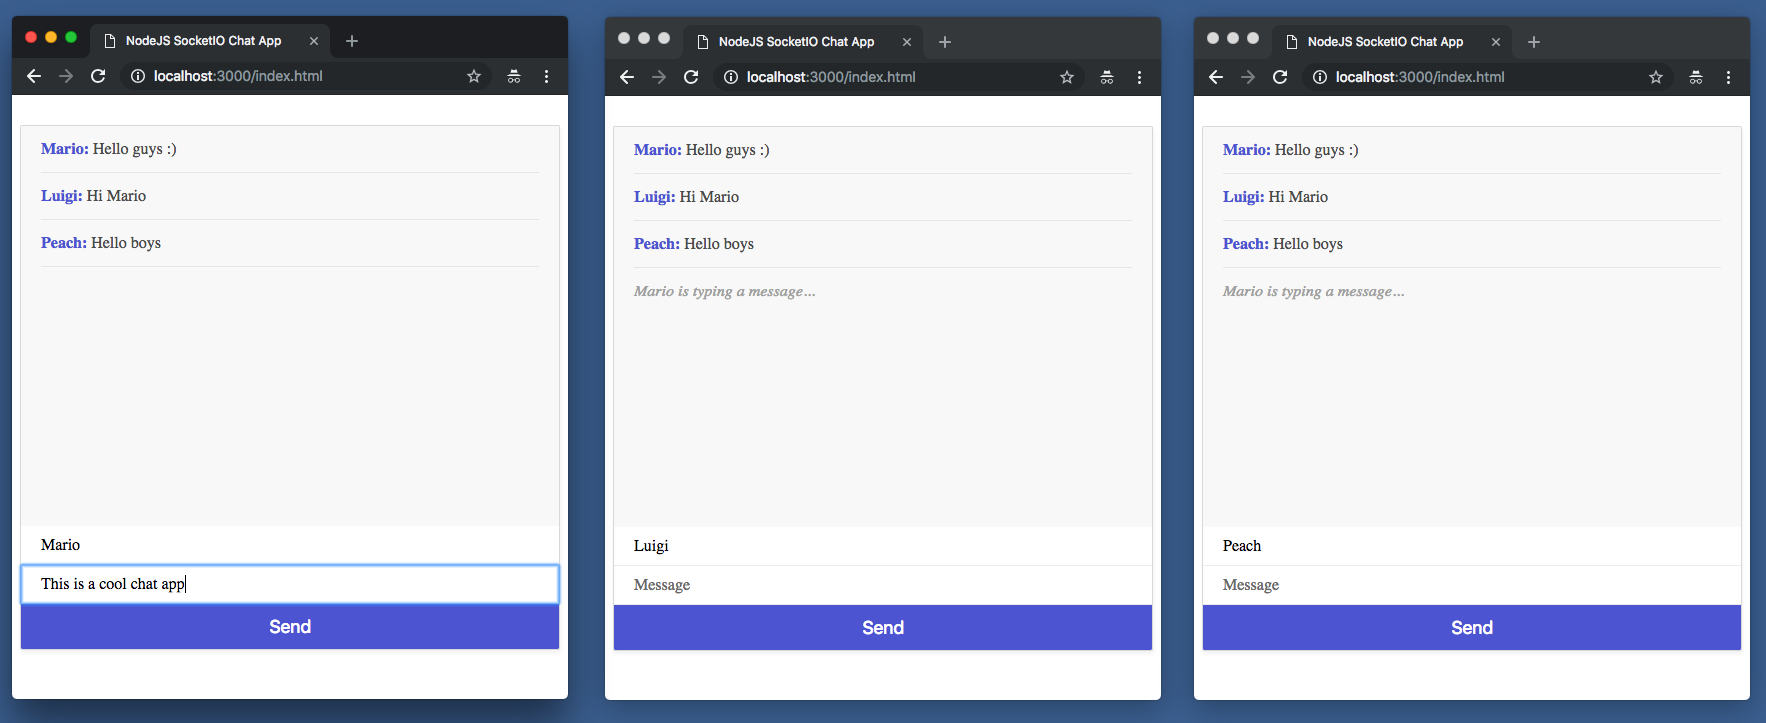 NodeJS SocketIO Chat App
localhost:3000/index.html
Mario: Hello guys :)
Luigi: Hi Mario
Peach: Hello boys
Mario
This is a cool chat app
Send
NodeJS SocketIO Chat App
localhost:3000/index.html
Mario: Hello guys :)
Luigi: Hi Mario
Peach: Hello boys
Mario is typing a message...
Luigi
Message
Send
NodeJS SocketIO Chat App
localhost:3000/index.html
Mario: Hello guys :)
Luigi: Hi Mario
Peach: Hello boys
Mario is typing a message...
Peach
Message
Send